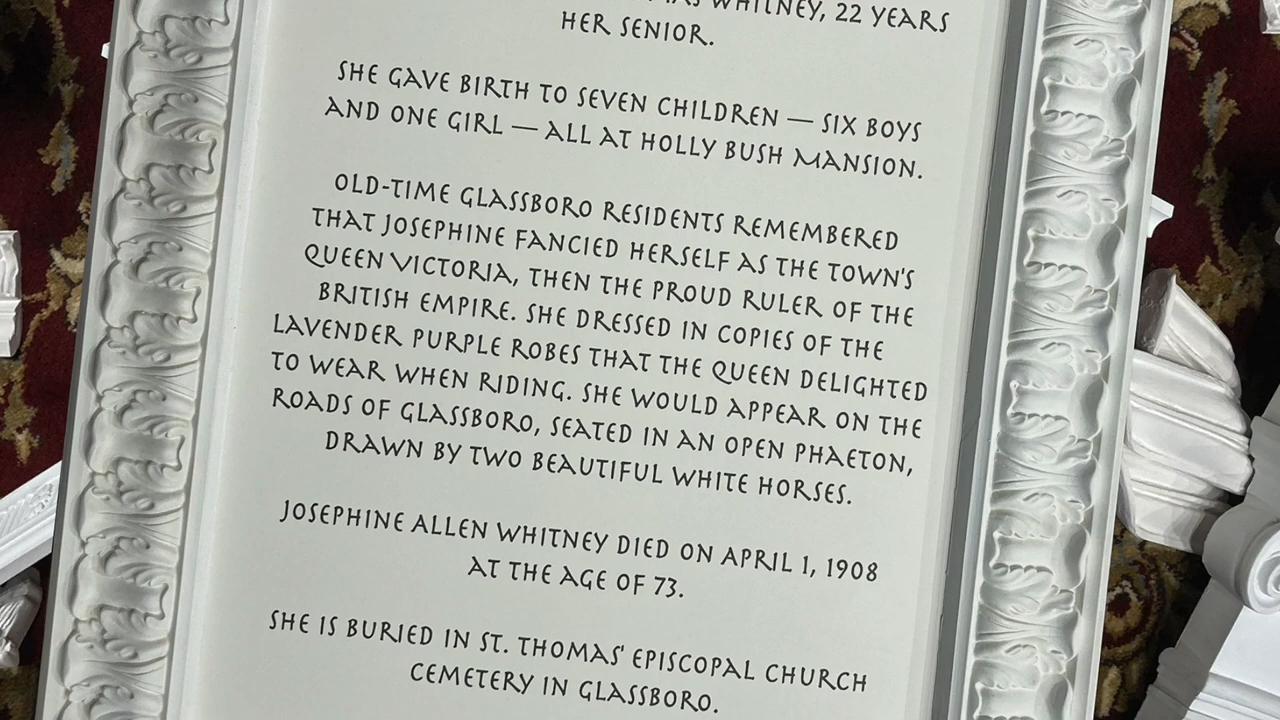 WHITNEY, 22 YEARS
HER SENIOR.
SHE GAVE BIRTH TO SEVEN CHILDREN — SIX BOYS
AND ONE GIRL — ALL AT HOLLY BUSH MANSION.
OLD-TIME GLASSBORO RESIDENTS REMEMBERED
THAT JOSEPHINE FANCIED HERSELF AS THE TOWN'S
QUEEN VICTORIA, THEN THE PROUD RULER OF THE
BRITISH EMPIRE. SHE DRESSED IN COPIES OF THE
LAVENDER PURPLE ROBES THAT THE QUEEN DELIGHTED
TO WEAR WHEN RIDING. SHE WOULD APPEAR ON THE
ROADS OF GLASSBORO, SEATED IN AN OPEN PHAETON,
DRAWN BY TWO BEAUTIFUL WHITE HORSES.
JOSEPHINE ALLEN WHITNEY DIED ON APRIL 1, 1908
AT THE AGE OF 73.
SHE IS BURIED IN ST. THOMAS' EPISCOPAL CHURCH
CEMETERY IN GLASSBORO.